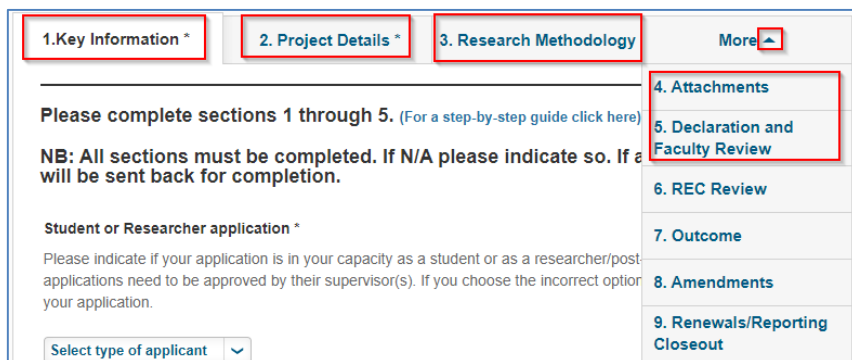 1.Key Information *
2. Project Details *
3. Research Methodology
More
4. Attachments
5. Declaration and
Faculty Review
6. REC Review
7. Outcome
8. Amendments
9. Renewals/Reporting
Closeout
Please complete sections 1 through 5. (For a step-by-step guide click here)
NB: All sections must be completed. If N/A please indicate so. If a
will be sent back for completion.
Student or Researcher application *
Please indicate if your application is in your capacity as a student or as a researcher/post-
applications need to be approved by their supervisor(s). If you choose the incorrect option
your application.
Select type of applicant